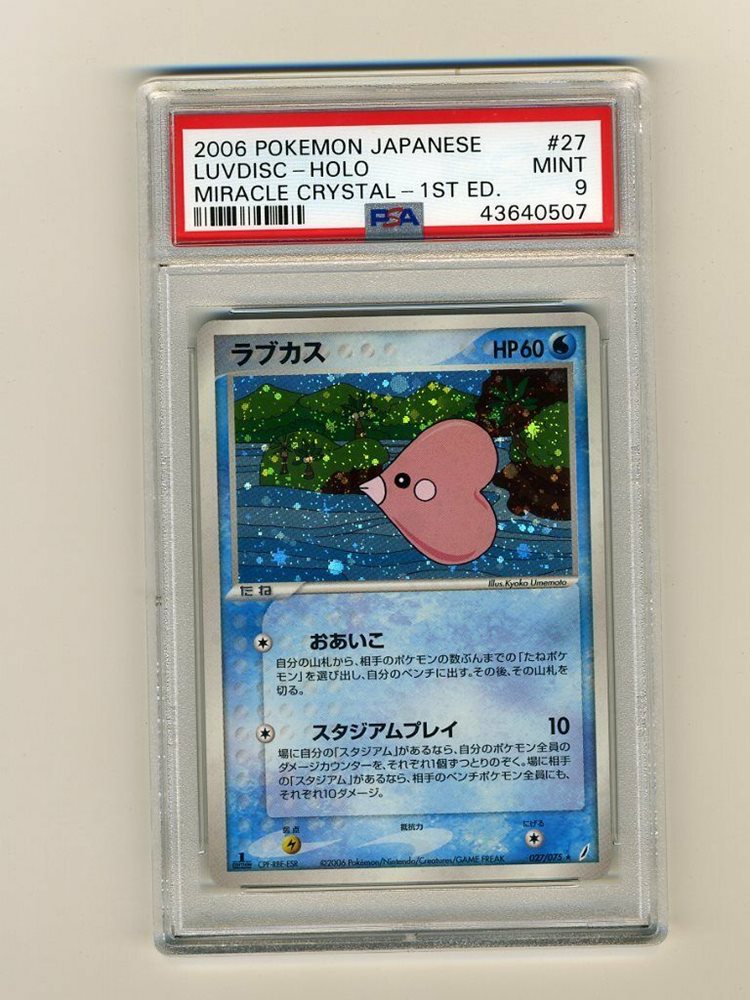 2006 POKEMON JAPANESE #27
LUVDISC - HOLO MINT
MIRACLE CRYSTAL - 1ST ED. 9
PSA 43640507
ラブカス HP60
たね Illus. Kyoko Umemoto
おあいこ
自分の山札から、相手のポケモンの数ぶんまでの「たねポケ
モン」を選び出し、自分のベンチに出す。その後、その山札を
切る。
スタジアムプレイ 10
場に自分の「スタジアム」があるなら、自分のポケモン全員の
ダメージカウンターを、それぞれ1個ずつとりのぞく。場に相手
の「スタジアム」があるなら、相手のベンチポケモン全員にも、
それぞれ10ダメージ。
弱点 抵抗力 にげる
1 EDITION CPF-RBE-ESR ©2006 Pokémon/Nintendo/Creatures/GAME FREAK 027/075 ★